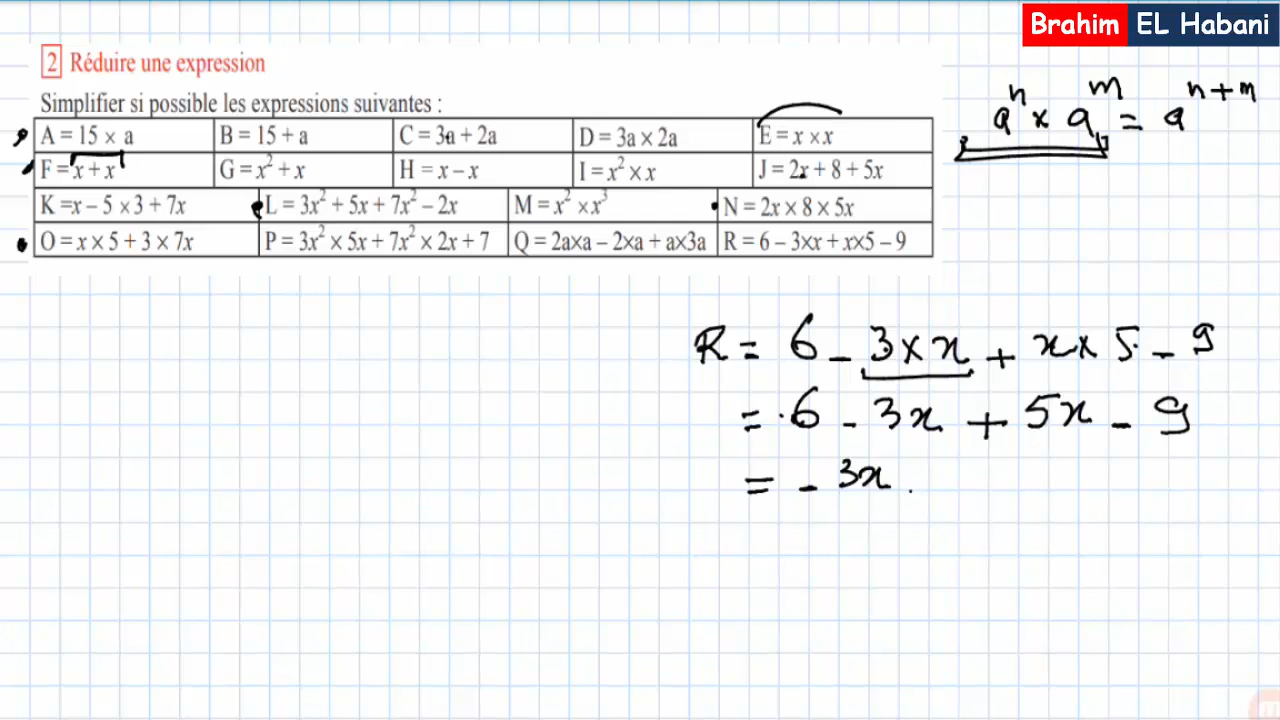 Brahim EL Habani
2 Réduire une expression
Simplifier si possible les expressions suivantes :
A = 15 × a B = 15 + a C = 3a + 2a D = 3a × 2a E = x × x
F = x + x G = x² + x H = x − x I = x² × x J = 2x + 8 + 5x
K = x − 5 × 3 + 7x L = 3x² + 5x + 7x² − 2x M = x² × x³ N = 2x × 8 × 5x
O = x × 5 + 3 × 7x P = 3x² × 5x + 7x² × 2x + 7 Q = 2a×a − 2×a + a×3a R = 6 − 3×x + x×5 − 9
aⁿ × aᵐ = aⁿ⁺ᵐ
R = 6 − 3 × x + x × 5 − 9
= 6 − 3x + 5x − 9
= − 3x